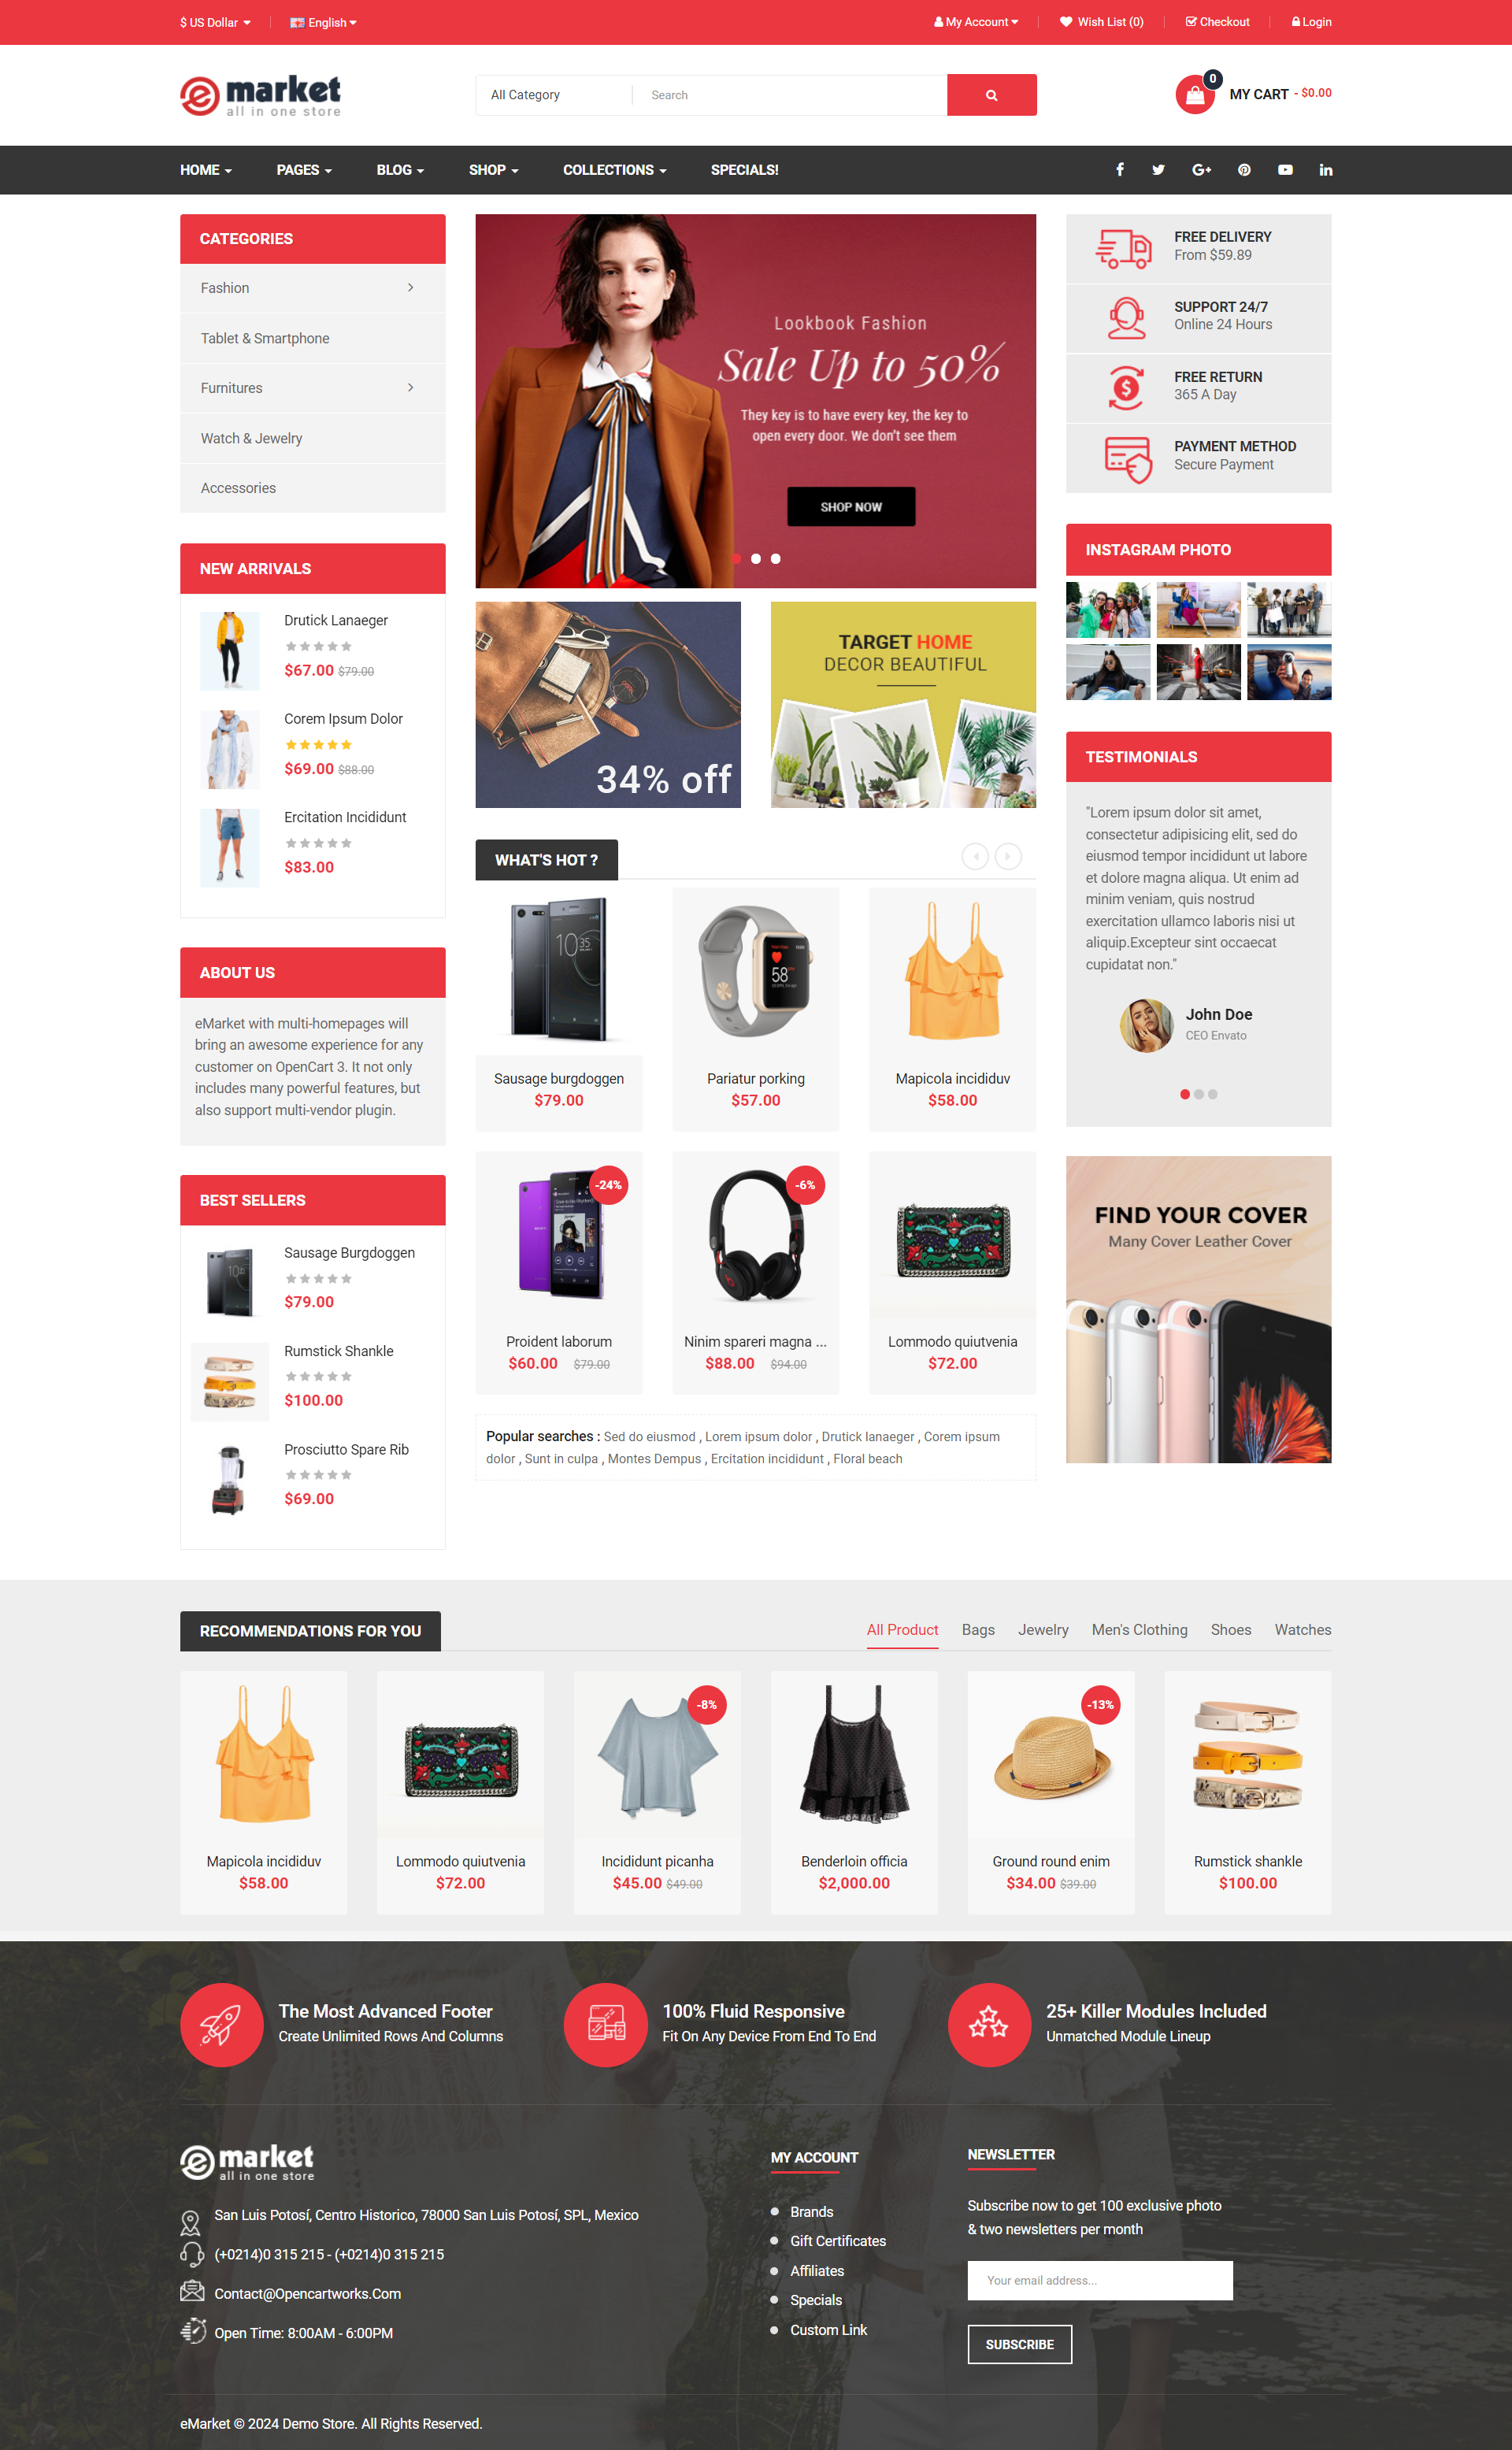 $ US Dollar
English
My Account
Wish List (0)
Checkout
Login
e market
all in one store
All Category
Search
0
MY CART - $0.00
HOME
PAGES
BLOG
SHOP
COLLECTIONS
SPECIALS!
CATEGORIES
Fashion
Tablet & Smartphone
Furnitures
Watch & Jewelry
Accessories
NEW ARRIVALS
Drutick Lanaeger
$67.00 $79.00
Corem Ipsum Dolor
$69.00 $88.00
Ercitation Incididunt
$83.00
ABOUT US
eMarket with multi-homepages will
bring an awesome experience for any
customer on OpenCart 3. It not only
includes many powerful features, but
also support multi-vendor plugin.
BEST SELLERS
Sausage Burgdoggen
$79.00
Rumstick Shankle
$100.00
Prosciutto Spare Rib
$69.00
Lookbook Fashion
Sale Up to 50%
They key is to have every key, the key to
open every door. We don't see them
SHOP NOW
34% off
TARGET HOME
DECOR BEAUTIFUL
WHAT'S HOT ?
10:35
58
Sausage burgdoggen
$79.00
Pariatur porking
$57.00
Mapicola incididuv
$58.00
-24%
-6%
Proident laborum
$60.00 $79.00
Ninim spareri magna ...
$88.00 $94.00
Lommodo quiutvenia
$72.00
Popular searches : Sed do eiusmod , Lorem ipsum dolor , Drutick lanaeger , Corem ipsum
dolor , Sunt in culpa , Montes Dempus , Ercitation incididunt , Floral beach
FREE DELIVERY
From $59.89
SUPPORT 24/7
Online 24 Hours
FREE RETURN
365 A Day
PAYMENT METHOD
Secure Payment
INSTAGRAM PHOTO
TESTIMONIALS
"Lorem ipsum dolor sit amet,
consectetur adipisicing elit, sed do
eiusmod tempor incididunt ut labore
et dolore magna aliqua. Ut enim ad
minim veniam, quis nostrud
exercitation ullamco laboris nisi ut
aliquip.Excepteur sint occaecat
cupidatat non."
John Doe
CEO Envato
FIND YOUR COVER
Many Cover Leather Cover
RECOMMENDATIONS FOR YOU
All Product
Bags
Jewelry
Men's Clothing
Shoes
Watches
-8%
-13%
Mapicola incididuv
$58.00
Lommodo quiutvenia
$72.00
Incididunt picanha
$45.00 $49.00
Benderloin officia
$2,000.00
Ground round enim
$34.00 $39.00
Rumstick shankle
$100.00
The Most Advanced Footer
Create Unlimited Rows And Columns
100% Fluid Responsive
Fit On Any Device From End To End
25+ Killer Modules Included
Unmatched Module Lineup
e market
all in one store
San Luis Potosí, Centro Historico, 78000 San Luis Potosí, SPL, Mexico
(+0214)0 315 215 - (+0214)0 315 215
Contact@Opencartworks.Com
Open Time: 8:00AM - 6:00PM
MY ACCOUNT
Brands
Gift Certificates
Affiliates
Specials
Custom Link
NEWSLETTER
Subscribe now to get 100 exclusive photo
& two newsletters per month
Your email address...
SUBSCRIBE
eMarket © 2024 Demo Store. All Rights Reserved.